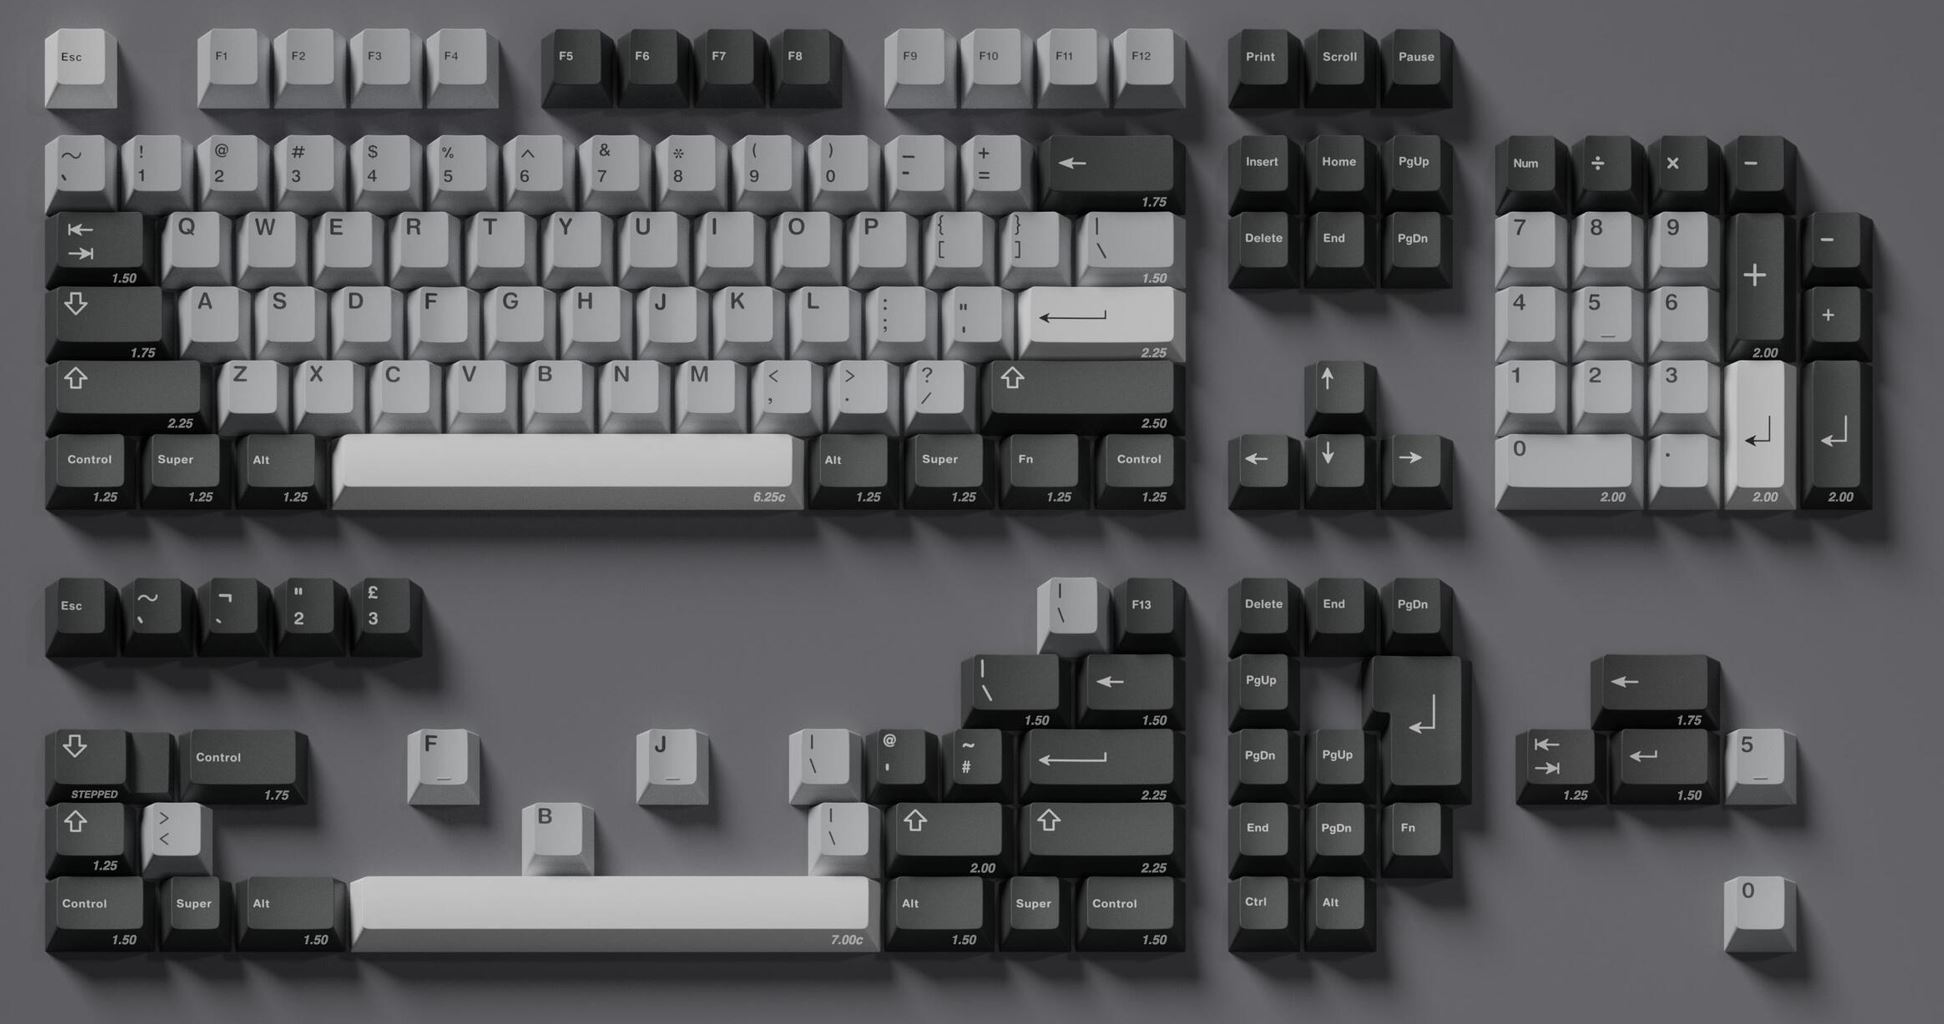 Esc F1 F2 F3 F4 F5 F6 F7 F8 F9 F10 F11 F12 Print Scroll Pause
~ ! @ # $ % ^ & * ( ) _ +
` 1 2 3 4 5 6 7 8 9 0 - = ← Insert Home PgUp Num ÷ × −
1.75
⇤ Q W E R T Y U I O P { } | Delete End PgDn 7 8 9 + −
⇥ [ ] \
1.50 1.50
⇩ A S D F G H J K L : " ← 4 5 6 +
; '
1.75 2.25 2.00
⇧ Z X C V B N M < > ? ⇧ ↑ 1 2 3 ↵ ↵
, . /
2.25 2.50
Control Super Alt Alt Super Fn Control ← ↓ → 0 .
1.25 1.25 1.25 6.25c 1.25 1.25 1.25 1.25 2.00 2.00 2.00
Esc ~ ¬ " £ | F13 Delete End PgDn
` ` 2 3 \
| ← PgUp ↵ ←
\
1.50 1.50 1.75
⇩ Control F J | @ ~ ← PgDn PgUp ⇤ ↵ 5
\ ' # ⇥
STEPPED 1.75 2.25 1.25 1.50
⇧ > B | ⇧ ⇧ End PgDn Fn
< \
1.25 2.00 2.25
Control Super Alt Alt Super Control Ctrl Alt 0
1.50 1.50 7.00c 1.50 1.50